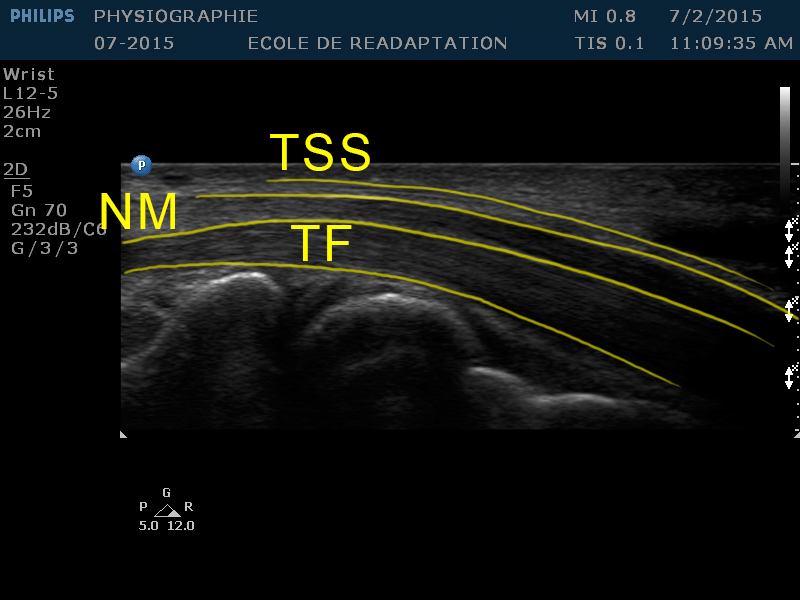 PHILIPS PHYSIOGRAPHIE MI 0.8 7/2/2015
07-2015 ECOLE DE READAPTATION TIS 0.1 11:09:35 AM
Wrist
L12-5
26Hz
2cm
2D
F5
Gn 70
232dB/C6
G/3/3
P
TSS
NM
TF
G
P R
5.0 12.0